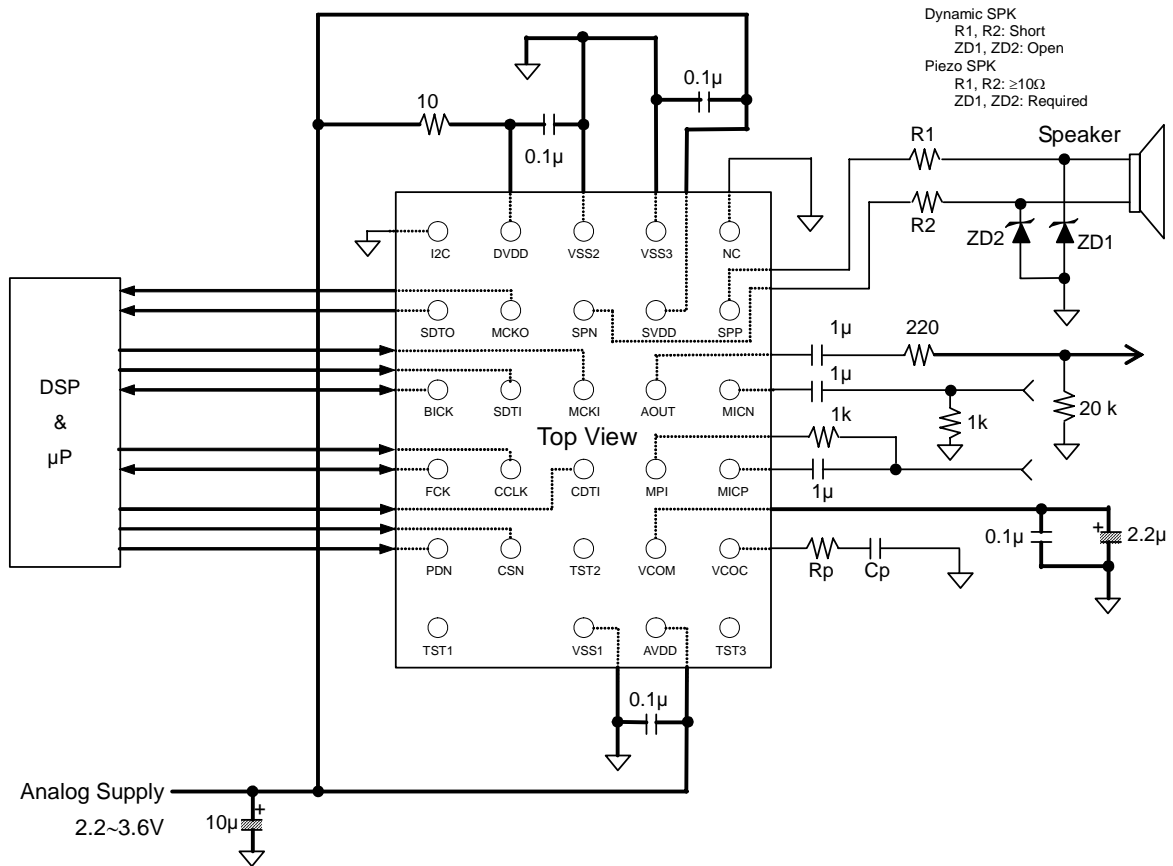 Dynamic SPK
R1, R2: Short
ZD1, ZD2: Open
Piezo SPK
R1, R2: ≥10Ω
ZD1, ZD2: Required
0.1µ
10
0.1µ
R1
Speaker
R2
ZD2
ZD1
I2C
DVDD
VSS2
VSS3
NC
SDTO
MCKO
SPN
SVDD
SPP
1µ
220
DSP
&
µP
BICK
SDTI
MCKI
AOUT
MICN
1µ
1k
20 k
Top View
1k
FCK
CCLK
CDTI
MPI
MICP
1µ
PDN
CSN
TST2
VCOM
VCOC
Rp
Cp
0.1µ
+
2.2µ
TST1
VSS1
AVDD
TST3
0.1µ
Analog Supply
2.2~3.6V
10µ
+